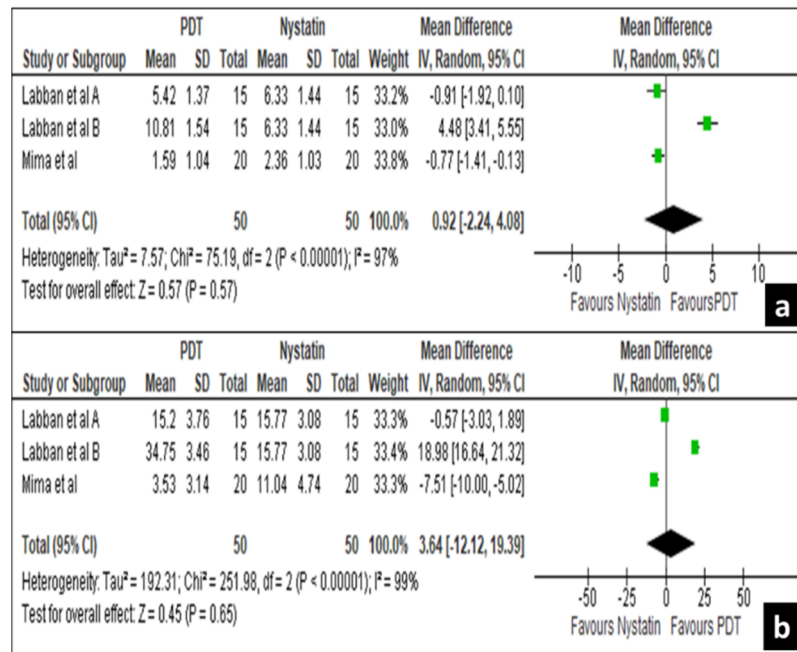 PDT Nystatin Mean Difference Mean Difference
Study or Subgroup Mean SD Total Mean SD Total Weight IV, Random, 95% CI IV, Random, 95% CI
Labban et al A 5.42 1.37 15 6.33 1.44 15 33.2% -0.91 [-1.92, 0.10]
Labban et al B 10.81 1.54 15 6.33 1.44 15 33.0% 4.48 [3.41, 5.55]
Mima et al 1.59 1.04 20 2.36 1.03 20 33.8% -0.77 [-1.41, -0.13]
Total (95% CI) 50 50 100.0% 0.92 [-2.24, 4.08]
Heterogeneity: Tau² = 7.57; Chi² = 75.19, df = 2 (P < 0.00001); I² = 97%
Test for overall effect: Z = 0.57 (P = 0.57)
-10 -5 0 5 10
Favours Nystatin FavoursPDT
a
PDT Nystatin Mean Difference Mean Difference
Study or Subgroup Mean SD Total Mean SD Total Weight IV, Random, 95% CI IV, Random, 95% CI
Labban et al A 15.2 3.76 15 15.77 3.08 15 33.3% -0.57 [-3.03, 1.89]
Labban et al B 34.75 3.46 15 15.77 3.08 15 33.4% 18.98 [16.64, 21.32]
Mima et al 3.53 3.14 20 11.04 4.74 20 33.3% -7.51 [-10.00, -5.02]
Total (95% CI) 50 50 100.0% 3.64 [-12.12, 19.39]
Heterogeneity: Tau² = 192.31; Chi² = 251.98, df = 2 (P < 0.00001); I² = 99%
Test for overall effect: Z = 0.45 (P = 0.65)
-50 -25 0 25 50
Favours Nystatin Favours PDT
b